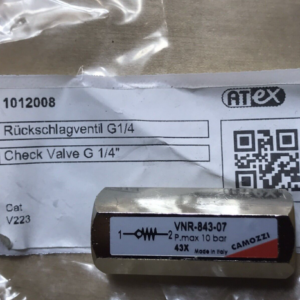 ATEX
1012008
Rückschlagventil G1/4
Check Valve G 1/4"
Cat
V223
1 2
VNR-843-07
P.max 10 bar
43X Made in Italy
CAMOZZI